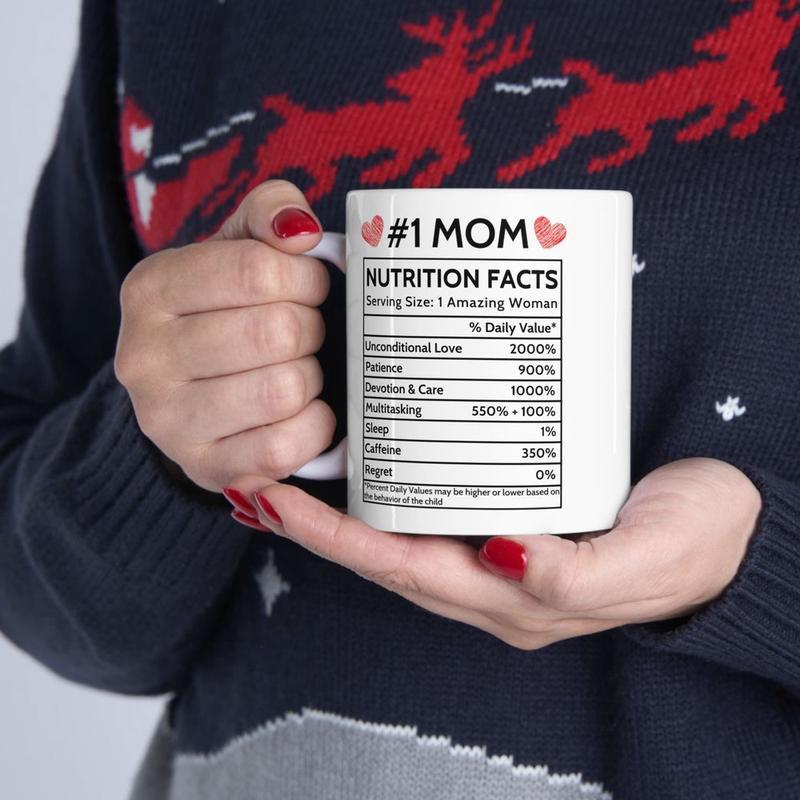 #1 MOM
NUTRITION FACTS
Serving Size: 1 Amazing Woman
% Daily Value*
Unconditional Love 2000%
Patience 900%
Devotion & Care 1000%
Multitasking 550% + 100%
Sleep 1%
Caffeine 350%
Regret 0%
*Percent Daily Values may be higher or lower based on
the behavior of the child